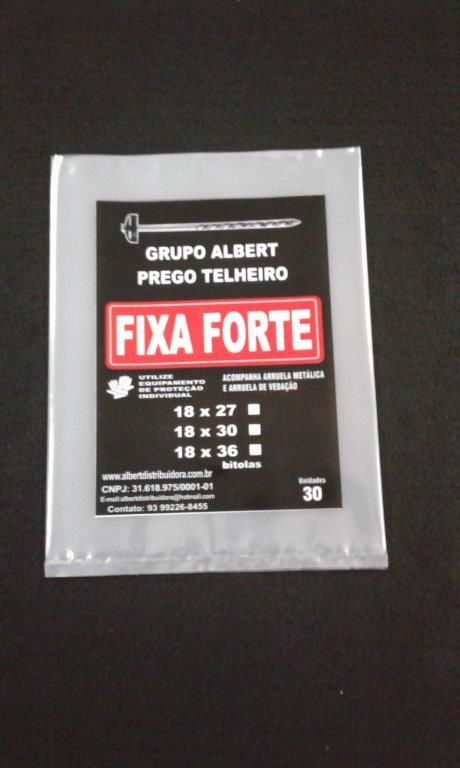 GRUPO ALBERT
PREGO TELHEIRO
FIXA FORTE
UTILIZE
EQUIPAMENTO
DE PROTEÇÃO
INDIVIDUAL
ACOMPANHA ARRUELA METÁLICA
E ARRUELA DE VEDAÇÃO
18 x 27
18 x 30
18 x 36
bitolas
www.albertdistribuidora.com.br
CNPJ: 31.618.975/0001-01
E-mail:albertdistribuidora@hotmail.com
Contato: 93 99226-8455
Unidades
30